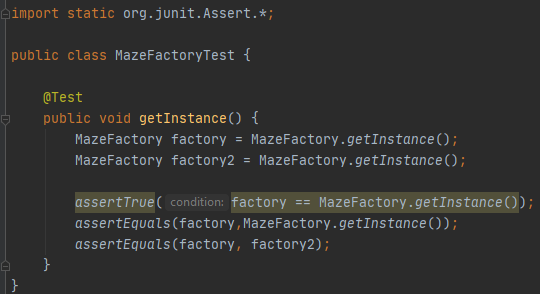 import static org.junit.Assert.*;
public class MazeFactoryTest {
@Test
public void getInstance() {
MazeFactory factory = MazeFactory.getInstance();
MazeFactory factory2 = MazeFactory.getInstance();
assertTrue( condition: factory == MazeFactory.getInstance());
assertEquals(factory,MazeFactory.getInstance());
assertEquals(factory, factory2);
}
}